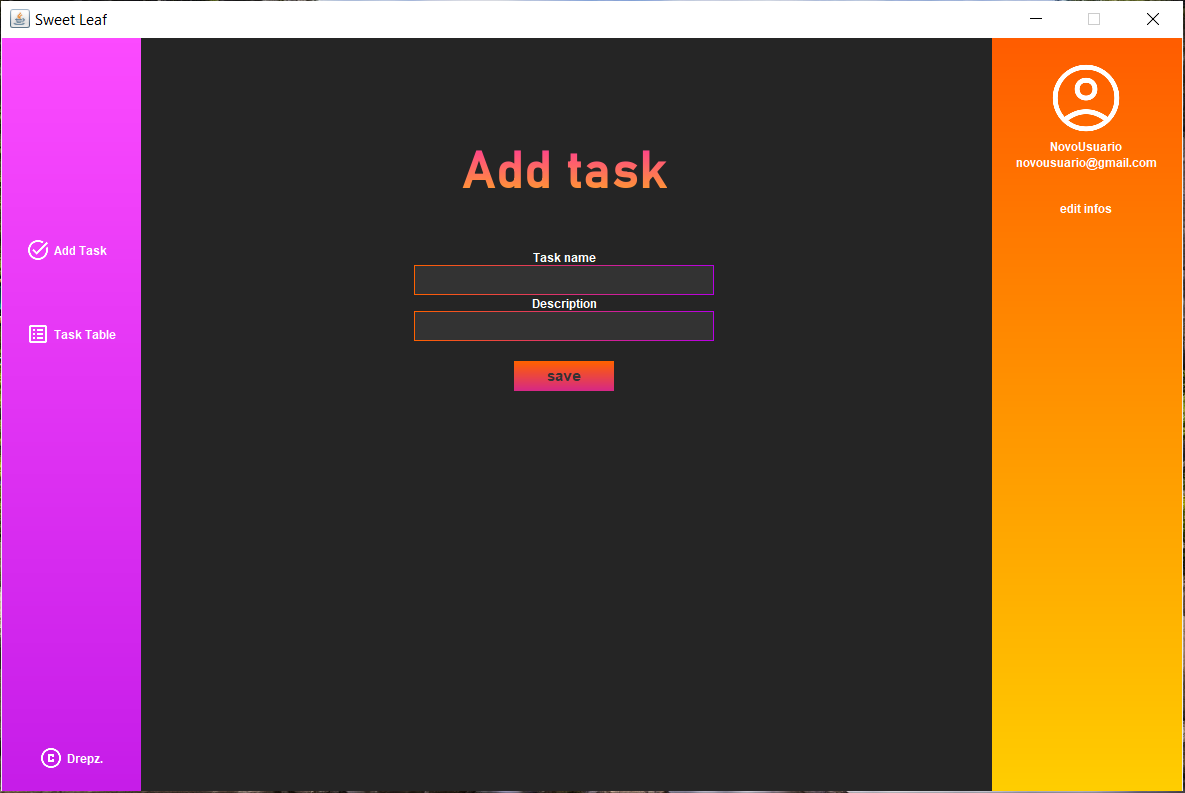 Sweet Leaf
Add Task
Task Table
Drepz.
Add task
Task name
Description
save
NovoUsuario
novousuario@gmail.com
edit infos